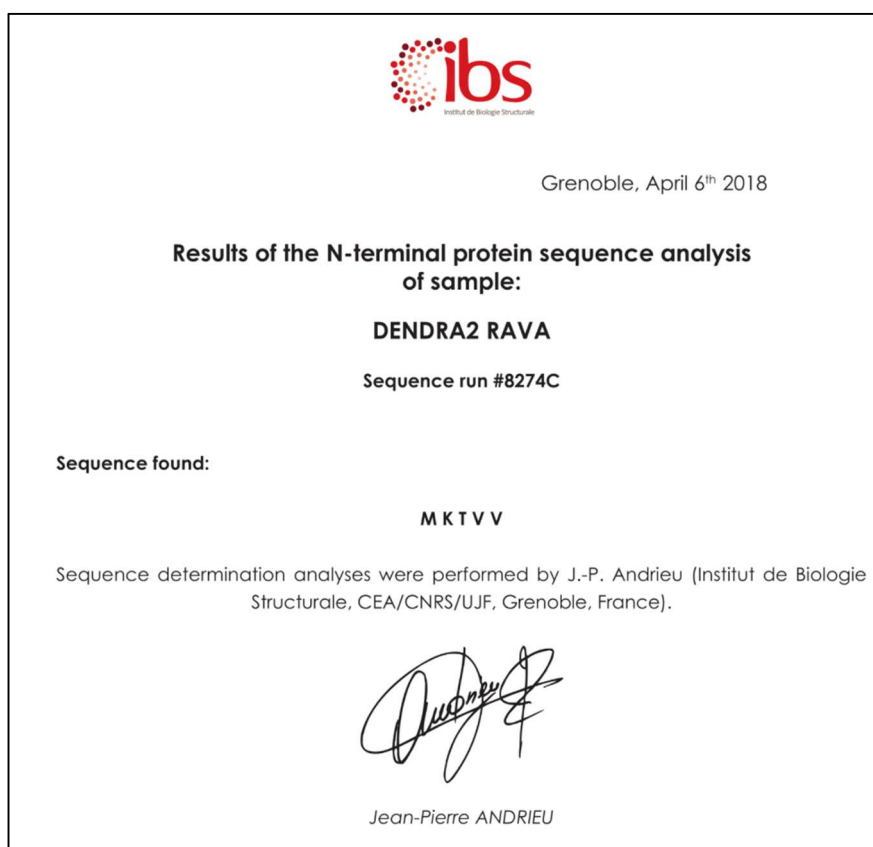 ibs
Institut de Biologie Structurale
Grenoble, April 6th 2018
Results of the N-terminal protein sequence analysis
of sample:
DENDRA2 RAVA
Sequence run #8274C
Sequence found:
M K T V V
Sequence determination analyses were performed by J.-P. Andrieu (Institut de Biologie
Structurale, CEA/CNRS/UJF, Grenoble, France).
Jean-Pierre ANDRIEU